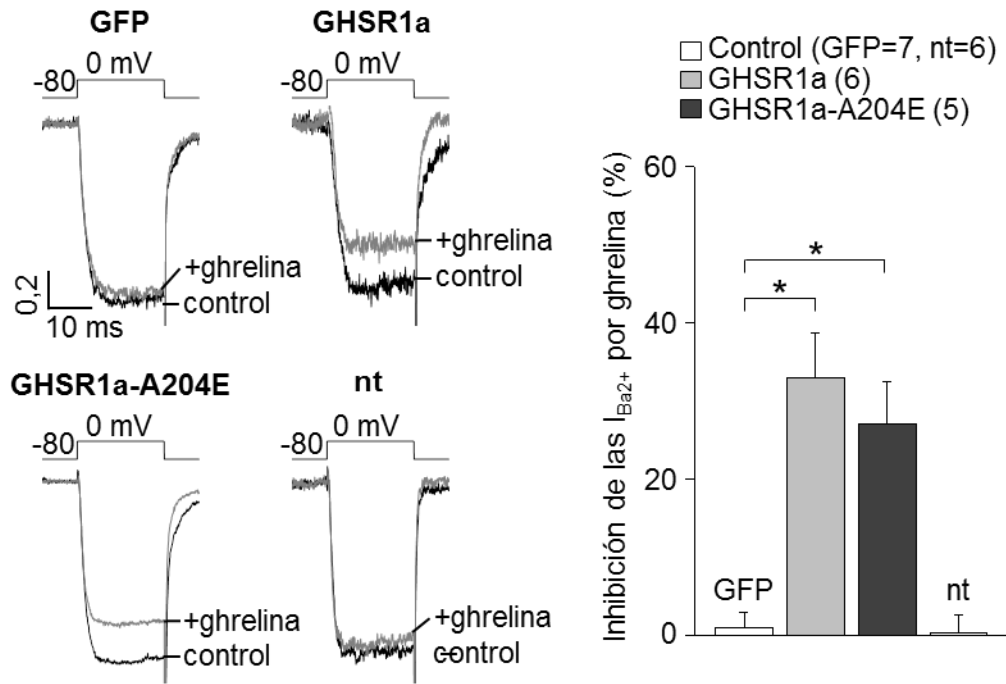 GFP
0 mV
-80
+ghrelina
control
0,2
10 ms
GHSR1a
0 mV
-80
+ghrelina
control
GHSR1a-A204E
0 mV
-80
+ghrelina
control
nt
0 mV
-80
+ghrelina
control
Control (GFP=7, nt=6)
GHSR1a (6)
GHSR1a-A204E (5)
Inhibición de las I_Ba2+ por ghrelina (%)
60
40
20
0
*
*
GFP
nt